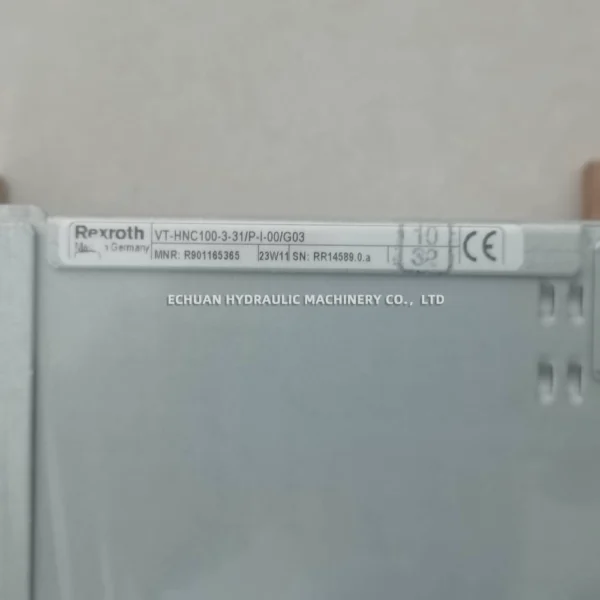 Rexroth VT-HNC100-3-31/P-I-00/G03
Germany MNR: R901165365 23W11 SN: RR14589.0.a
110
32
CE
ECHUAN HYDRAULIC MACHINERY CO., LTD